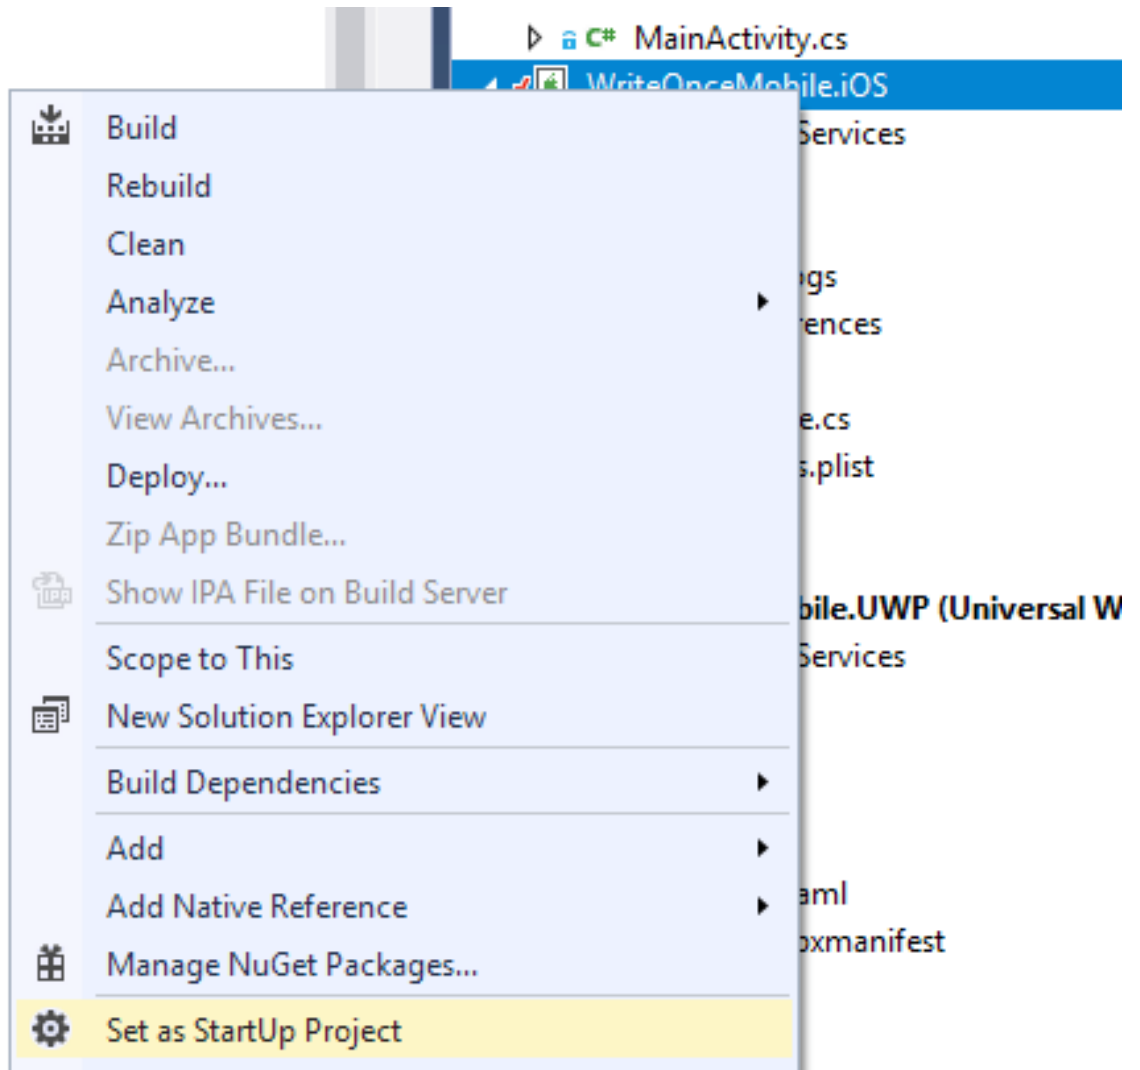 C# MainActivity.cs
WriteOnceMobile.iOS
Build
Services
Rebuild
Clean
Analyze
Archive...
View Archives...
e.cs
Deploy...
s.plist
Zip App Bundle...
Show IPA File on Build Server
bile.UWP (Universal W
Scope to This
Services
New Solution Explorer View
Build Dependencies
Add
Add Native Reference
aml
Manage NuGet Packages...
xmanifest
Set as StartUp Project